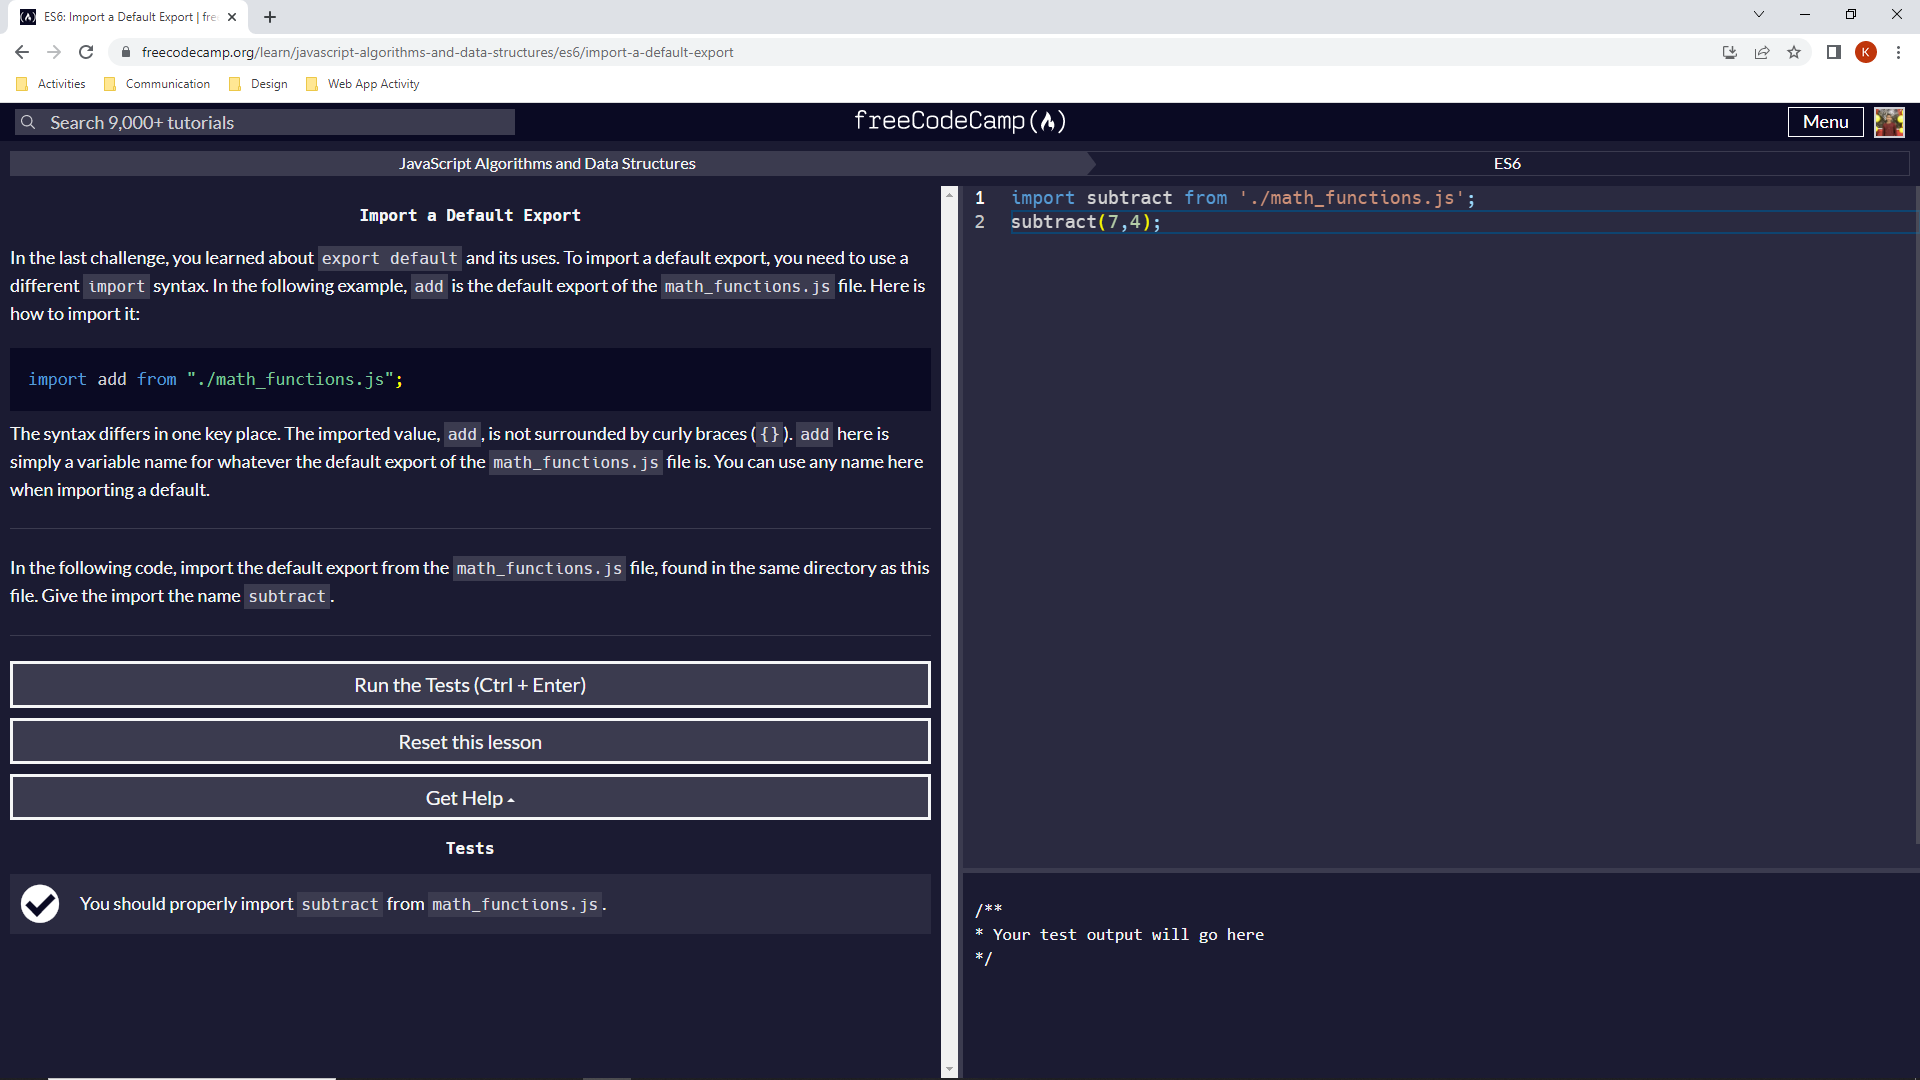 ES6: Import a Default Export | fre
freecodecamp.org/learn/javascript-algorithms-and-data-structures/es6/import-a-default-export
K
Activities
Communication
Design
Web App Activity
Search 9,000+ tutorials
freeCodeCamp
Menu
JavaScript Algorithms and Data Structures
ES6
Import a Default Export
In the last challenge, you learned about export default and its uses. To import a default export, you need to use a
different import syntax. In the following example, add is the default export of the math_functions.js file. Here is
how to import it:
import add from "./math_functions.js";
The syntax differs in one key place. The imported value, add, is not surrounded by curly braces ({}). add here is
simply a variable name for whatever the default export of the math_functions.js file is. You can use any name here
when importing a default.
In the following code, import the default export from the math_functions.js file, found in the same directory as this
file. Give the import the name subtract.
Run the Tests (Ctrl + Enter)
Reset this lesson
Get Help
Tests
You should properly import subtract from math_functions.js.
1 import subtract from './math_functions.js';
2 subtract(7,4);
/**
* Your test output will go here
*/